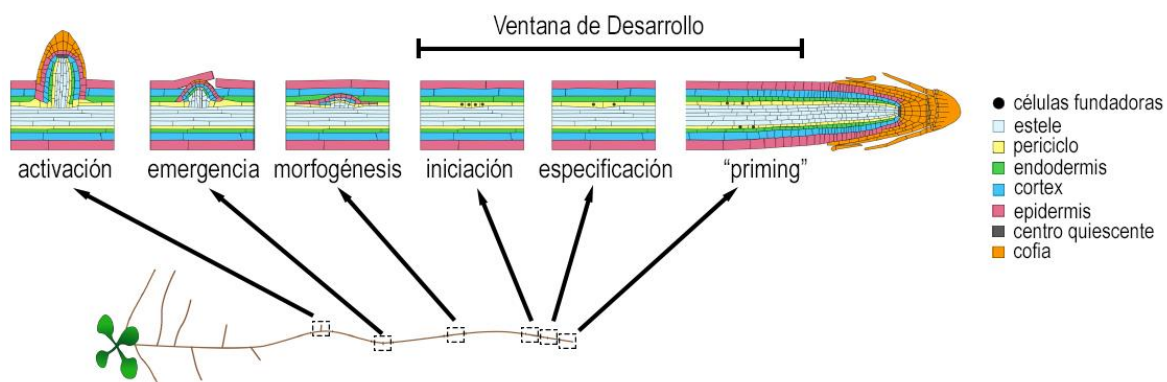 Ventana de Desarrollo
activación
emergencia
morfogénesis
iniciación
especificación
“priming”
células fundadoras
estele
periciclo
endodermis
cortex
epidermis
centro quiescente
cofia